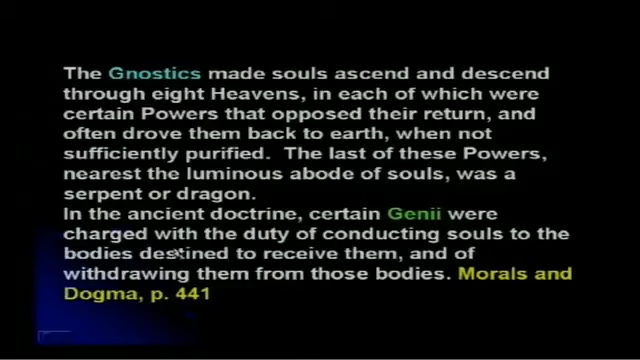 The Gnostics made souls ascend and descend
through eight Heavens, in each of which were
certain Powers that opposed their return, and
often drove them back to earth, when not
sufficiently purified. The last of these Powers,
nearest the luminous abode of souls, was a
serpent or dragon.
In the ancient doctrine, certain Genii were
charged with the duty of conducting souls to the
bodies destined to receive them, and of
withdrawing them from those bodies. Morals and
Dogma, p. 441